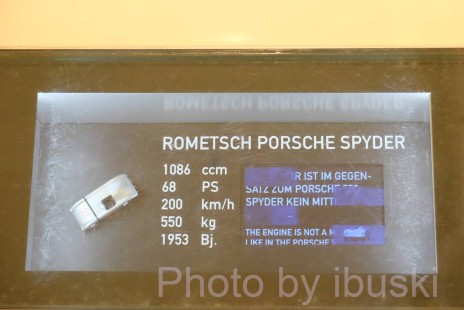 ROMETSCH PORSCHE SPYDER
1086 ccm
68 PS
200 km/h
550 kg
1953 Bj.
IST IM GEGEN-
SATZ ZUM PORSCHE
SPYDER KEIN
THE ENGINE IS NOT A
LIKE IN THE PORSCHE
Photo by ibuski